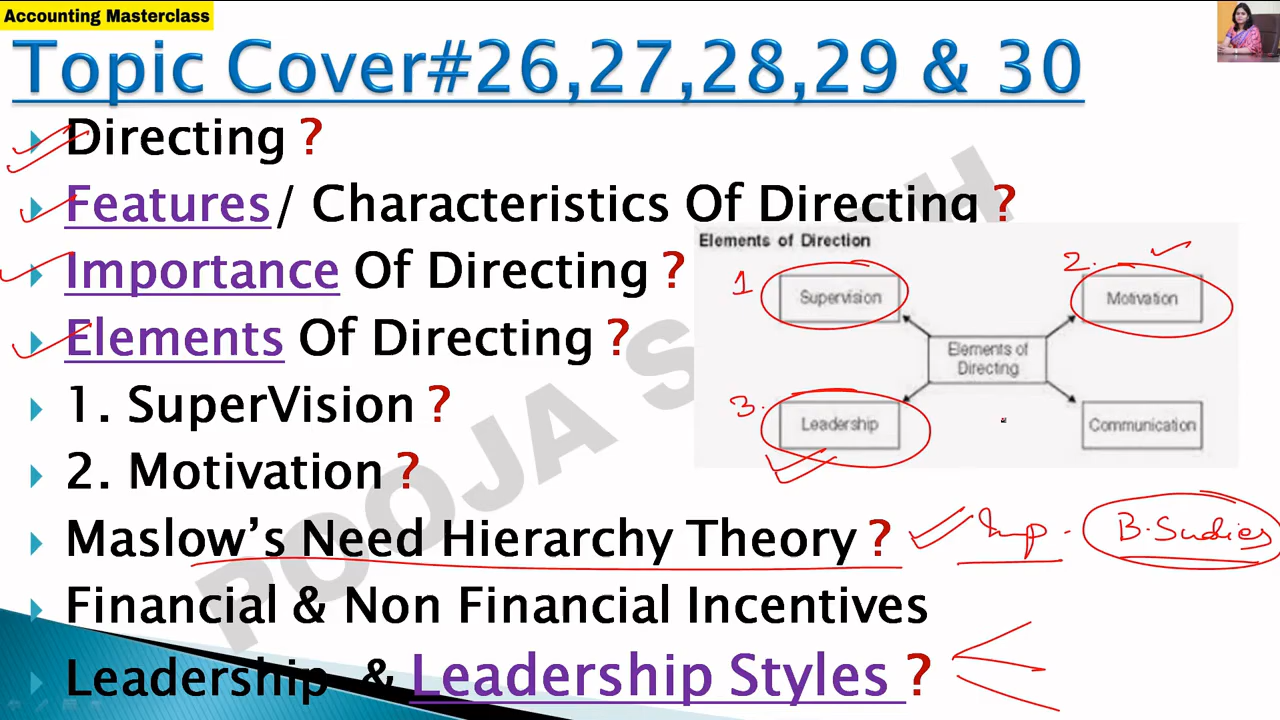 Accounting Masterclass
Topic Cover#26,27,28,29 & 30
Directing ?
Features/ Characteristics Of Directing ?
Importance Of Directing ?
Elements Of Directing ?
1. SuperVision ?
2. Motivation ?
Maslow's Need Hierarchy Theory ? Imp - B.Sudies
Financial & Non Financial Incentives
Leadership & Leadership Styles ?
Elements of Direction
1 Supervision
2. Motivation
Elements of
Directing
3. Leadership
Communication
POOJA S